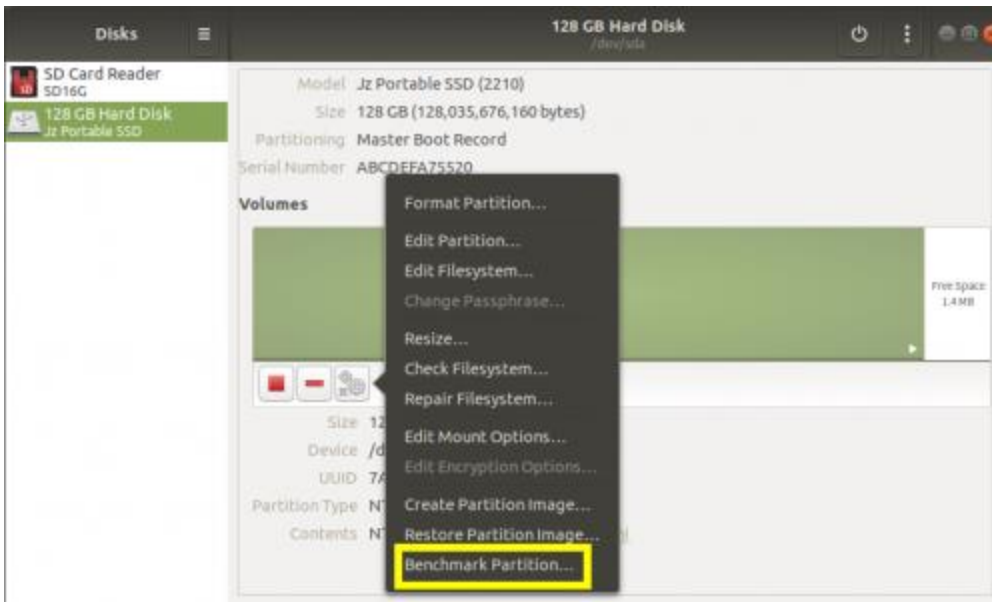 Disks
128 GB Hard Disk
/dev/sda
SD Card Reader
SD16G
128 GB Hard Disk
Jz Portable SSD
Model Jz Portable SSD (2210)
Size 128 GB (128,035,676,160 bytes)
Partitioning Master Boot Record
Serial Number ABCDEFA75520
Volumes
Format Partition...
Edit Partition...
Edit Filesystem...
Change Passphrase...
Resize...
Check Filesystem...
Repair Filesystem...
Edit Mount Options...
Edit Encryption Options...
Create Partition Image...
Restore Partition Image...
Benchmark Partition...
Free Space
1.4 MB
Size 12
Device /d
UUID 7A
Partition Type N
Contents N